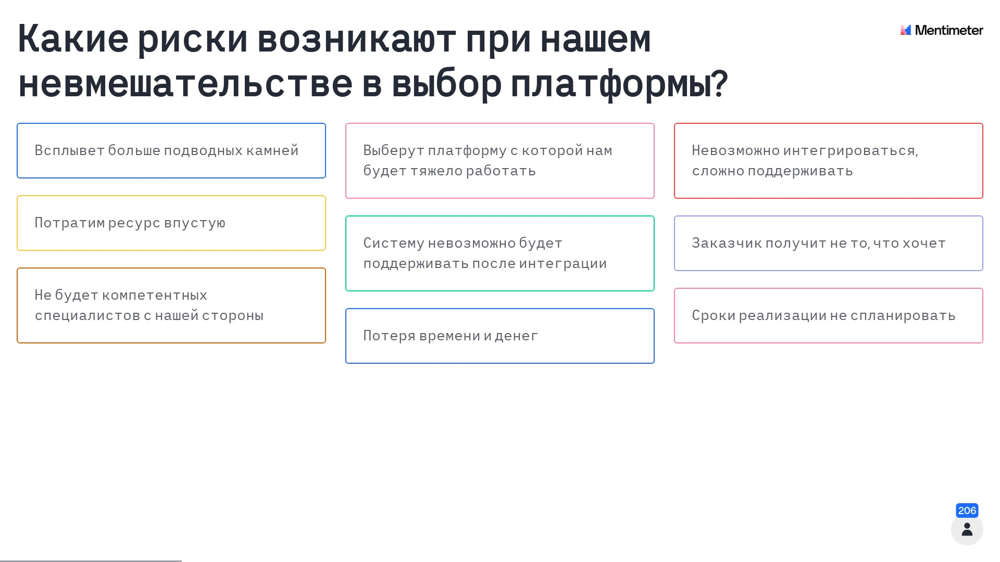 Какие риски возникают при нашем
невмешательстве в выбор платформы?
Mentimeter
Всплывет больше подводных камней
Потратим ресурс впустую
Не будет компетентных
специалистов с нашей стороны
Выберут платформу с которой нам
будет тяжело работать
Систему невозможно будет
поддерживать после интеграции
Потеря времени и денег
Невозможно интегрироваться,
сложно поддерживать
Заказчик получит не то, что хочет
Сроки реализации не спланировать
206